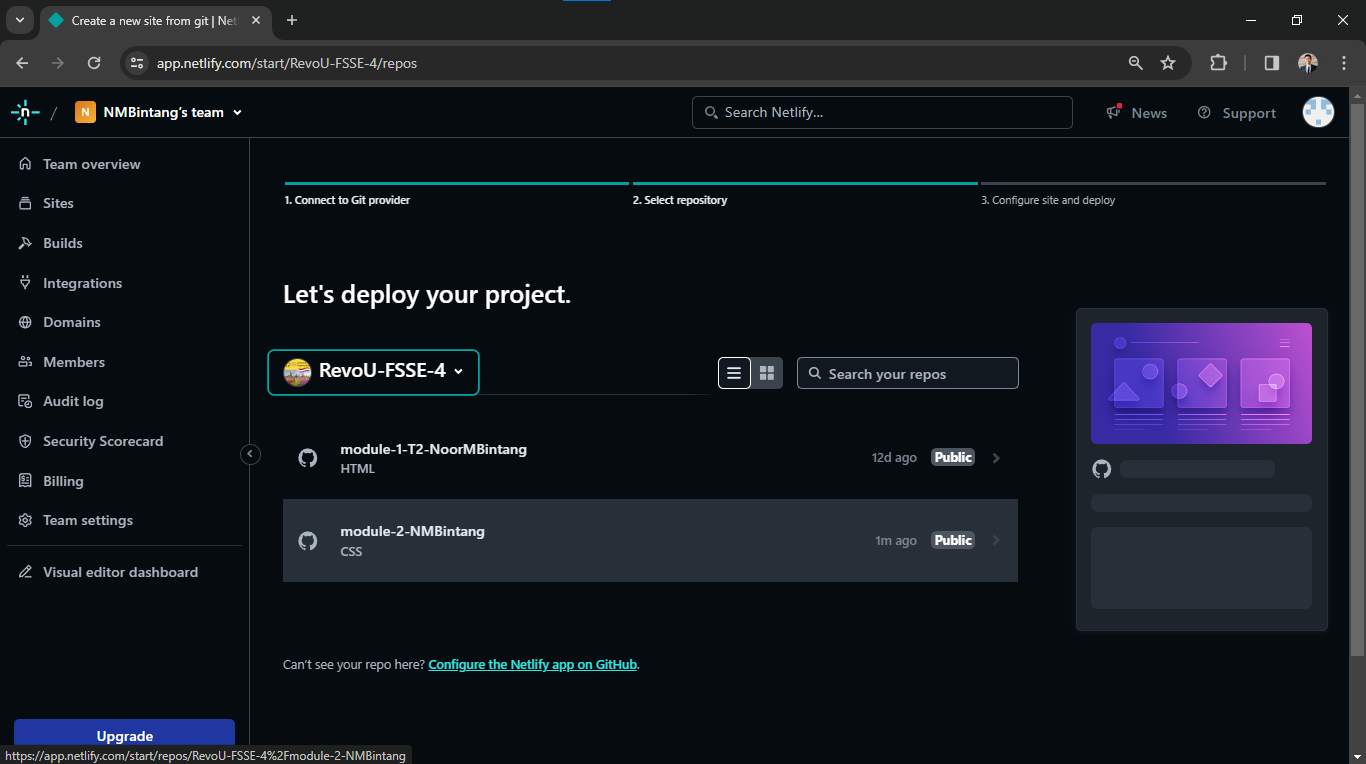 Create a new site from git | Net
app.netlify.com/start/RevoU-FSSE-4/repos
n / N NMBintang's team
Search Netlify...
News
Support
Team overview
Sites
Builds
Integrations
Domains
Members
Audit log
Security Scorecard
Billing
Team settings
Visual editor dashboard
Upgrade
1. Connect to Git provider
2. Select repository
3. Configure site and deploy
Let's deploy your project.
RevoU-FSSE-4
Search your repos
module-1-T2-NoorMBintang
HTML
12d ago Public
module-2-NMBintang
CSS
1m ago Public
Can't see your repo here? Configure the Netlify app on GitHub.
https://app.netlify.com/start/repos/RevoU-FSSE-4%2Fmodule-2-NMBintang